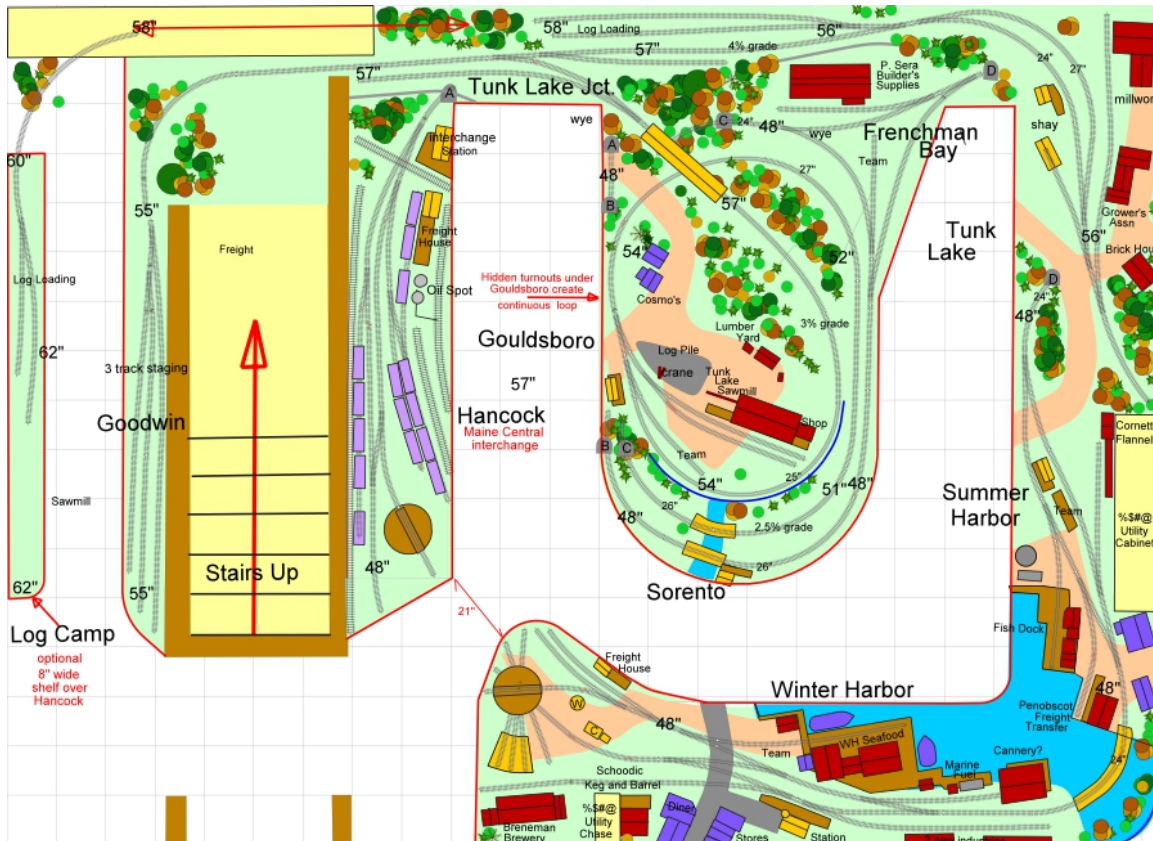 58"
58"
Log Loading
57"
56"
4% grade
57"
Tunk Lake Jct.
P. Sera
Builder's
Supplies
D
24"
27"
millwor
A
wye
C
24"
48"
wye
Frenchman
Bay
shay
60"
interchange
Station
A
48"
27"
Team
57"
B
55"
Freight
House
Freight
54"
52"
Tunk
Lake
Grower's
Assn
56"
Brick Hou
Log Loading
Oil Spot
Hidden turnouts under
Gouldsboro create
continuous loop
Cosmo's
D
24"
48"
3% grade
Lumber
Yard
Gouldsboro
62"
3 track staging
57"
Log Pile
crane
Tunk
Lake
Sawmill
Goodwin
Hancock
Maine Central
interchange
Shop
Cornett
Flannel
B
C
Team
25"
54"
51"
48"
Sawmill
26"
48"
2.5% grade
Summer
Harbor
Team
%$#@
Utility
Cabinet
26"
Stairs Up
48"
62"
55"
Sorento
21"
Log Camp
optional
8" wide
shelf over
Hancock
Fish Dock
Freight
House
Winter Harbor
48"
Penobscot
Freight
Transfer
W
C
48"
Team
WH Seafood
Cannery?
24"
Marine
Fuel
Schoodic
Keg and Barrel
%$#@
Utility
Chase
Breneman
Brewery
Diner
Stores
Station